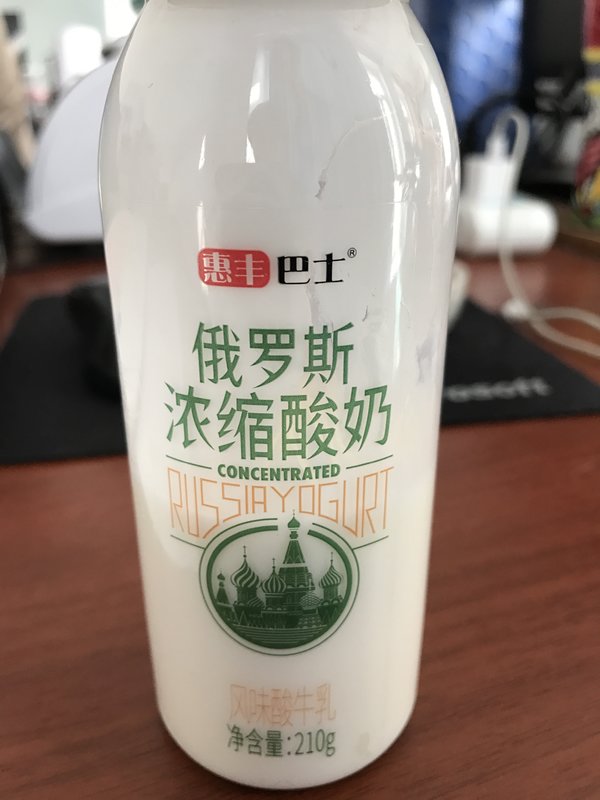 惠丰巴士®
俄罗斯
浓缩酸奶
CONCENTRATED
RUSSIAYOGURT
风味酸牛乳
净含量:210g
osoft